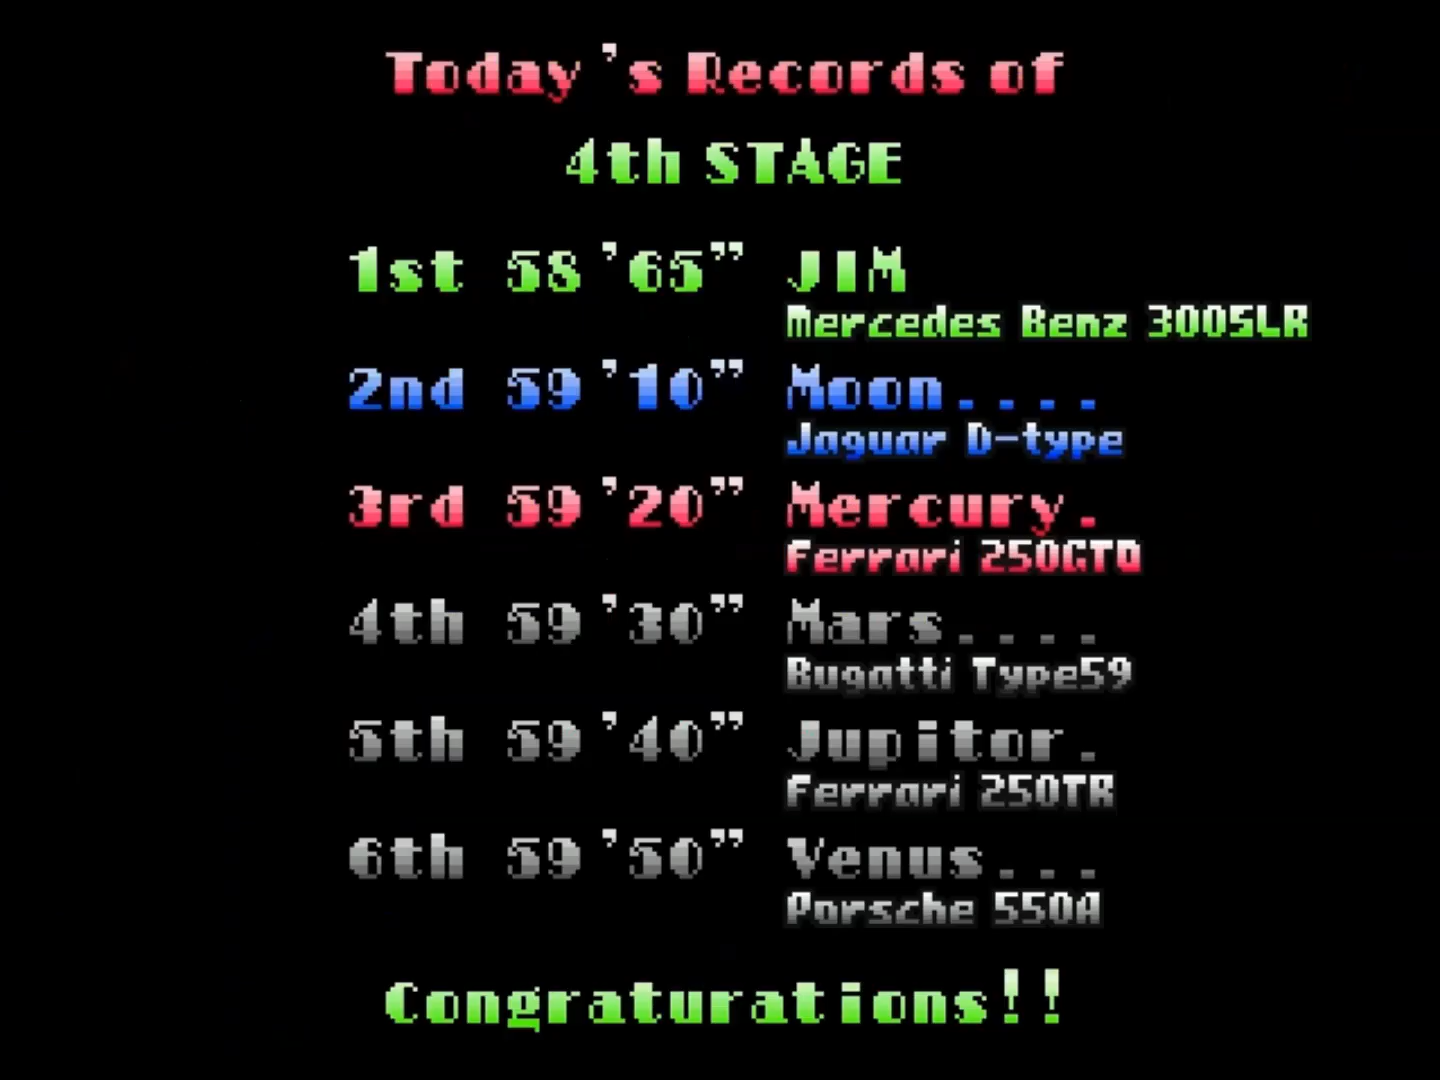 Today's Records of
4th STAGE
1st 58'65" JIM
Mercedes Benz 300SLR
2nd 59'10" Moon....
Jaguar D-type
3rd 59'20" Mercury.
Ferrari 250GTO
4th 59'30" Mars....
Bugatti Type59
5th 59'40" Jupitor.
Ferrari 250TR
6th 59'50" Venus...
Porsche 550A
Congraturations!!